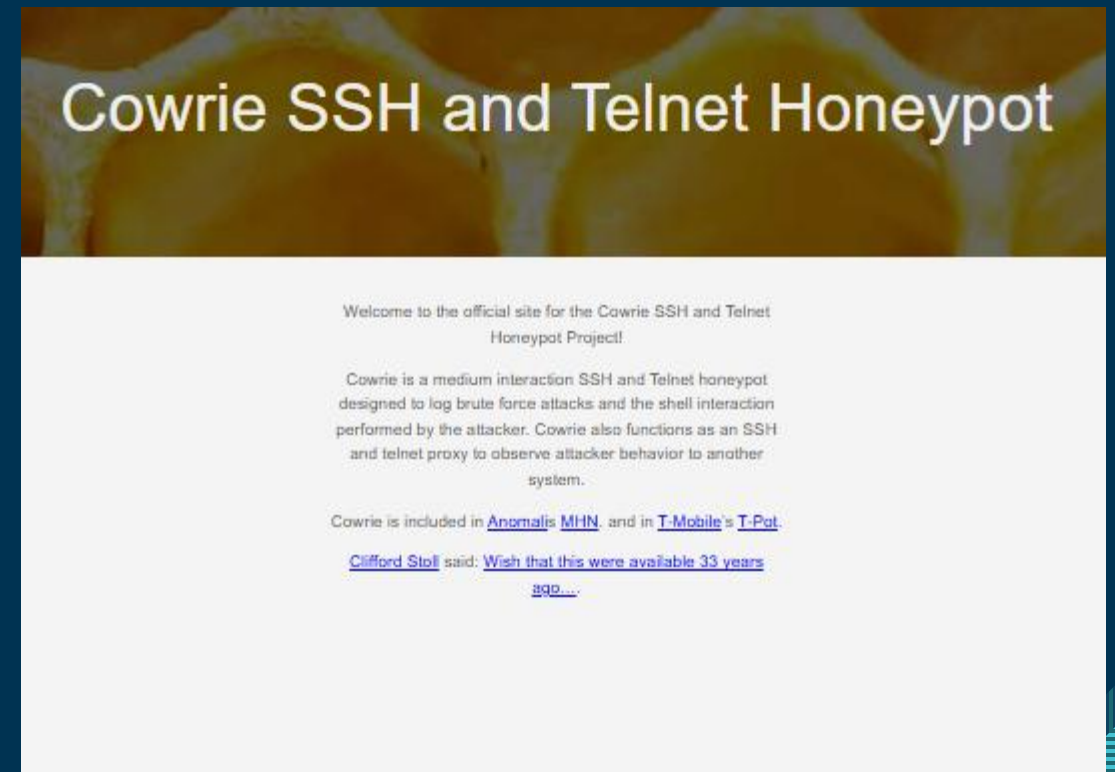 Cowrie SSH and Telnet Honeypot
Welcome to the official site for the Cowrie SSH and Telnet
Honeypot Project!
Cowrie is a medium interaction SSH and Telnet honeypot
designed to log brute force attacks and the shell interaction
performed by the attacker. Cowrie also functions as an SSH
and telnet proxy to observe attacker behavior to another
system.
Cowrie is included in Anomalis MHN, and in T-Mobile's T-Pot.
Clifford Stoll said: Wish that this were available 33 years
ago....